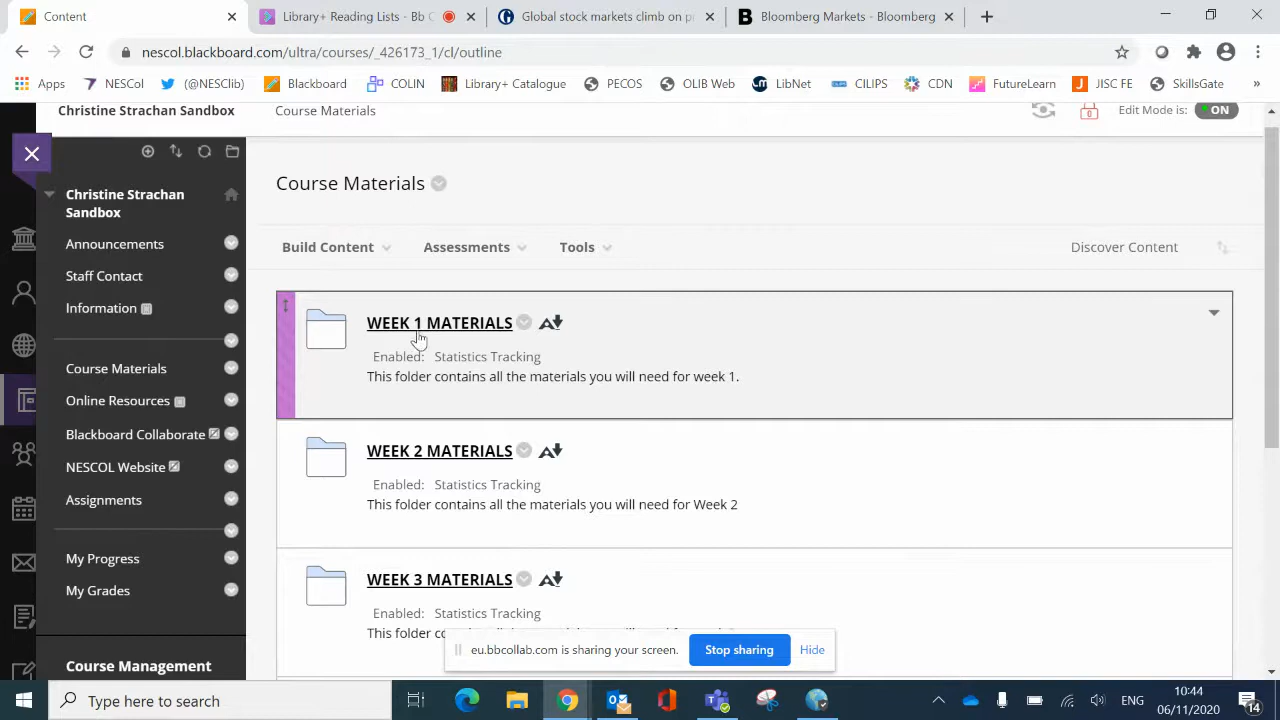 Content
Library+ Reading Lists - Bb C
Global stock markets climb on p
Bloomberg Markets - Bloomberg
nescol.blackboard.com/ultra/courses/_426173_1/cl/outline
Apps
NESCol
(@NESClib)
Blackboard
COLIN
Library+ Catalogue
PECOS
OLIB Web
LibNet
CILIPS
CDN
FutureLearn
JISC FE
SkillsGate
»
Christine Strachan Sandbox
Course Materials
Edit Mode is:
ON
Christine Strachan
Sandbox
Announcements
Staff Contact
Information
Course Materials
Online Resources
Blackboard Collaborate
NESCOL Website
Assignments
My Progress
My Grades
Course Management
Course Materials
Build Content
Assessments
Tools
Discover Content
WEEK 1 MATERIALS
Enabled: Statistics Tracking
This folder contains all the materials you will need for week 1.
WEEK 2 MATERIALS
Enabled: Statistics Tracking
This folder contains all the materials you will need for Week 2
WEEK 3 MATERIALS
Enabled: Statistics Tracking
This folder
eu.bbcollab.com is sharing your screen.
Stop sharing
Hide
Type here to search
ENG
10:44
06/11/2020
14